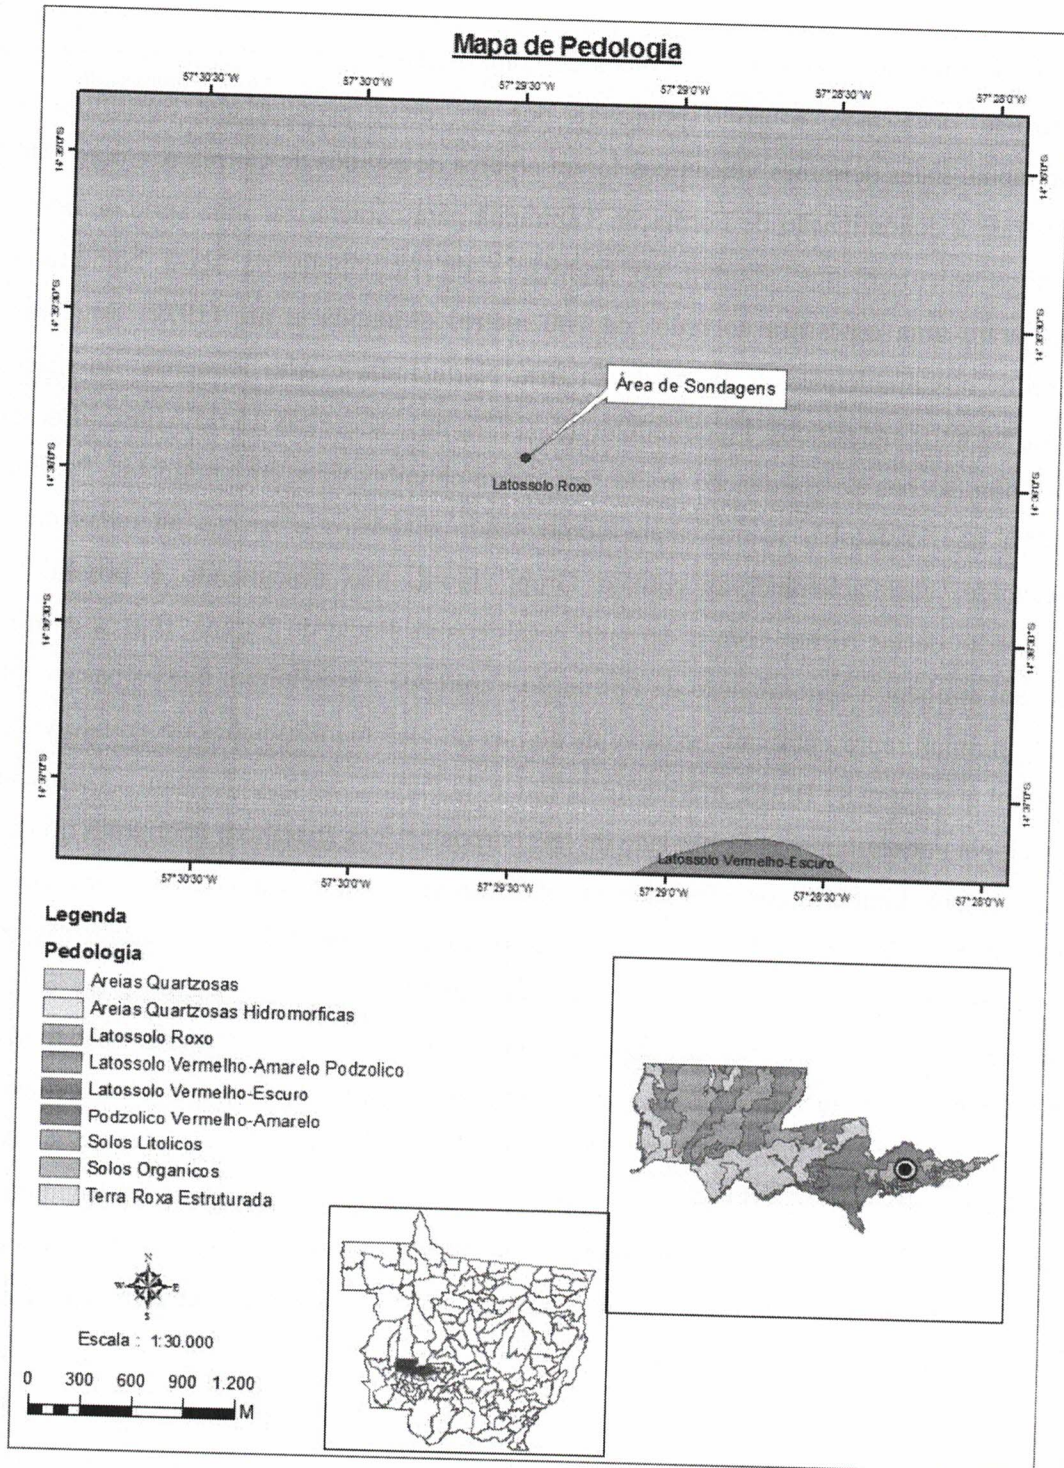 Mapa de Pedologia
57°30'30"W 57°30'0"W 57°29'30"W 57°29'0"W 57°28'30"W 57°28'0"W
Área de Sondagens
Latossolo Roxo
Latossolo Vermelho-Escuro
57°30'30"W 57°30'0"W 57°29'30"W 57°29'0"W 57°28'30"W 57°28'0"W
Legenda
Pedologia
Areias Quartzosas
Areias Quartzosas Hidromorficas
Latossolo Roxo
Latossolo Vermelho-Amarelo Podzolico
Latossolo Vermelho-Escuro
Podzolico Vermelho-Amarelo
Solos Litolicos
Solos Organicos
Terra Roxa Estruturada
N
W E
S
Escala : 1:30.000
0 300 600 900 1.200
M